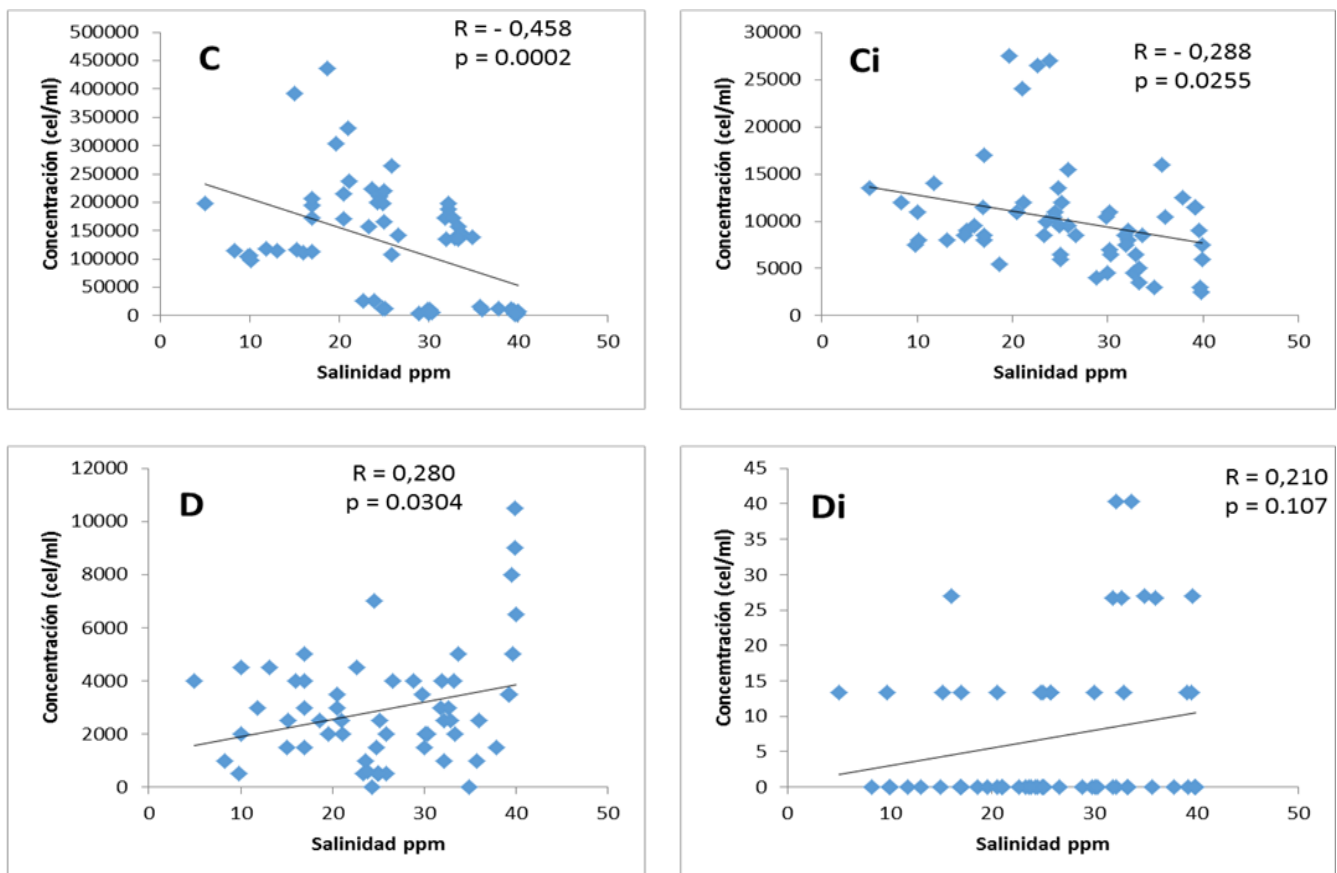 R = - 0,458
p = 0.0002
C
Concentración (cel/ml)
500000
450000
400000
350000
300000
250000
200000
150000
100000
50000
0
0 10 20 30 40 50
Salinidad ppm
R = - 0,288
p = 0.0255
Ci
Concentración (cel/ml)
30000
25000
20000
15000
10000
5000
0
0 10 20 30 40 50
Salinidad ppm
R = 0,280
p = 0.0304
D
Concentración (cel/ml)
12000
10000
8000
6000
4000
2000
0
0 10 20 30 40 50
Salinidad ppm
R = 0,210
p = 0.107
Di
Concemtración (cel/ml)
45
40
35
30
25
20
15
10
5
0
0 10 20 30 40 50
Salinidad ppm